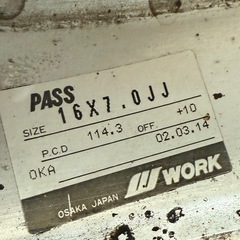 PASS
SIZE 16X7.0JJ
P.C.D 114.3 OFF. +10
OKA 02.03.14
OSAKA JAPAN WORK